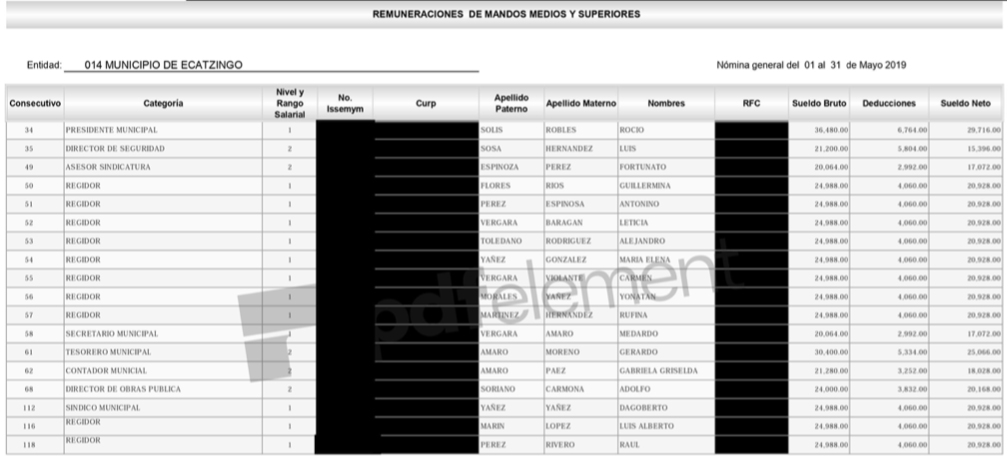 REMUNERACIONES DE MANDOS MEDIOS Y SUPERIORES
Entidad: 014 MUNICIPIO DE ECATZINGO Nómina general del 01 al 31 de Mayo 2019
Consecutivo Categoría Nivel y Rango Salarial No. Issemym Curp Apellido Paterno Apellido Materno Nombres RFC Sueldo Bruto Deducciones Sueldo Neto
34 PRESIDENTE MUNICIPAL 1 SOLIS ROBLES ROCIO 36,480.00 6,764.00 29,716.00
35 DIRECTOR DE SEGURIDAD 2 SOSA HERNANDEZ LUIS 21,200.00 5,804.00 15,396.00
49 ASESOR SINDICATURA 2 ESPINOZA PEREZ FORTUNATO 20,064.00 2,992.00 17,072.00
50 REGIDOR 1 FLORES RIOS GUILLERMINA 24,988.00 4,060.00 20,928.00
51 REGIDOR 1 PEREZ ESPINOSA ANTONINO 24,988.00 4,060.00 20,928.00
52 REGIDOR 1 VERGARA BARAGAN LETICIA 24,988.00 4,060.00 20,928.00
53 REGIDOR 1 TOLEDANO RODRIGUEZ ALEJANDRO 24,988.00 4,060.00 20,928.00
54 REGIDOR 1 YAÑEZ GONZALEZ MARIA ELENA 24,988.00 4,060.00 20,928.00
55 REGIDOR 1 VERGARA VIOLANTE CARMEN 24,988.00 4,060.00 20,928.00
56 REGIDOR 1 MORALES YAÑEZ YONATAN 24,988.00 4,060.00 20,928.00
57 REGIDOR 1 MARTINEZ HERNANDEZ RUFINA 24,988.00 4,060.00 20,928.00
58 SECRETARIO MUNICIPAL 1 VERGARA AMARO MEDARDO 20,064.00 2,992.00 17,072.00
61 TESORERO MUNICIPAL 2 AMARO MORENO GERARDO 30,400.00 5,334.00 25,066.00
62 CONTADOR MUNICIAL 2 AMARO PAEZ GABRIELA GRISELDA 21,280.00 3,252.00 18,028.00
68 DIRECTOR DE OBRAS PUBLICA 2 SORIANO CARMONA ADOLFO 24,000.00 3,832.00 20,168.00
112 SINDICO MUNICIPAL 1 YAÑEZ YAÑEZ DAGOBERTO 24,988.00 4,060.00 20,928.00
116 REGIDOR 1 MARIN LOPEZ LUIS ALBERTO 24,988.00 4,060.00 20,928.00
118 REGIDOR 1 PEREZ RIVERO RAUL 24,988.00 4,060.00 20,928.00
pdfelement